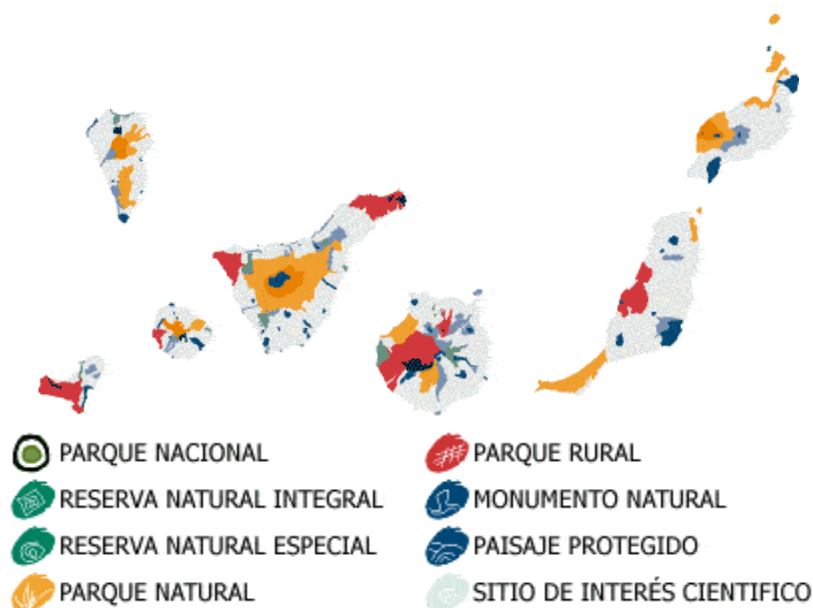 PARQUE NACIONAL
RESERVA NATURAL INTEGRAL
RESERVA NATURAL ESPECIAL
PARQUE NATURAL
PARQUE RURAL
MONUMENTO NATURAL
PAISAJE PROTEGIDO
SITIO DE INTERÉS CIENTIFICO